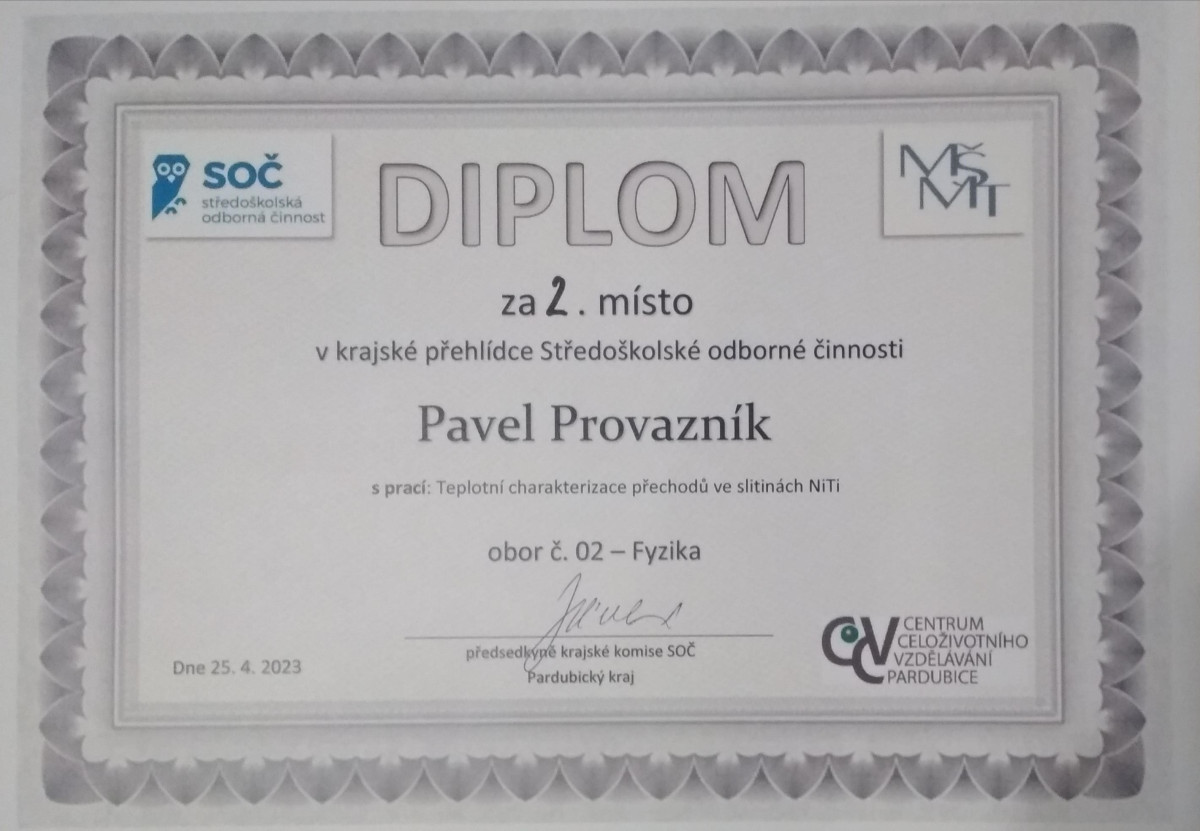 SOČ
středoškolská
odborná činnost
DIPLOM
MŠMT
za 2. místo
v krajské přehlídce Středoškolské odborné činnosti
Pavel Provazník
s prací: Teplotní charakterizace přechodů ve slitinách NiTi
obor č. 02 – Fyzika
předsedkyně krajské komise SOČ
Pardubický kraj
Dne 25. 4. 2023
CCV
CENTRUM
CELOŽIVOTNÍHO
VZDĚLÁVÁNÍ
PARDUBICE